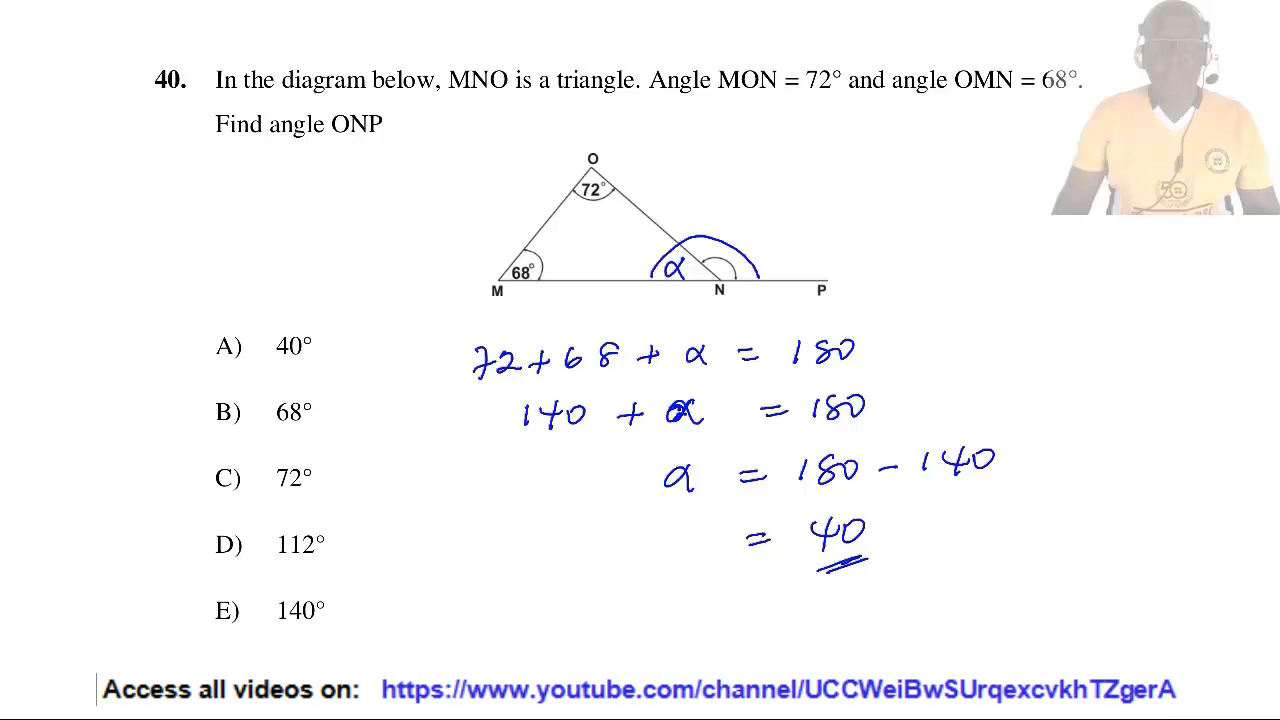 40. In the diagram below, MNO is a triangle. Angle MON = 72° and angle OMN = 68°.
Find angle ONP
O
72°
68°
α
M
N
P
A) 40°
72 + 68 + α = 180
B) 68°
140 + α = 180
C) 72°
α = 180 - 140
D) 112°
= 40
E) 140°
Access all videos on: https://www.youtube.com/channel/UCCWeiBwSUrqexcvkhTZgerA